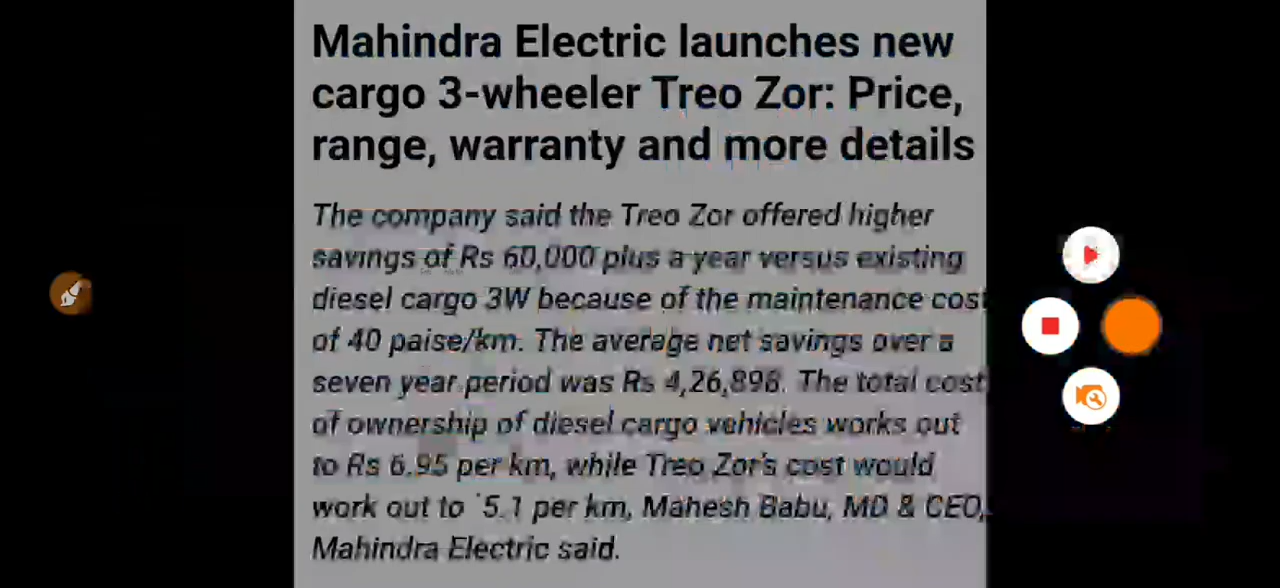 Mahindra Electric launches new
cargo 3-wheeler Treo Zor: Price,
range, warranty and more details
The company said the Treo Zor offered higher
savings of Rs 60,000 plus a year versus existing
diesel cargo 3W because of the maintenance cost
of 40 paise/km. The average net savings over a
seven year period was Rs 4,26,898. The total cost
of ownership of diesel cargo vehicles works out
to Rs 6.95 per km, while Treo Zor's cost would
work out to `5.1 per km, Mahesh Babu, MD & CEO,
Mahindra Electric said.